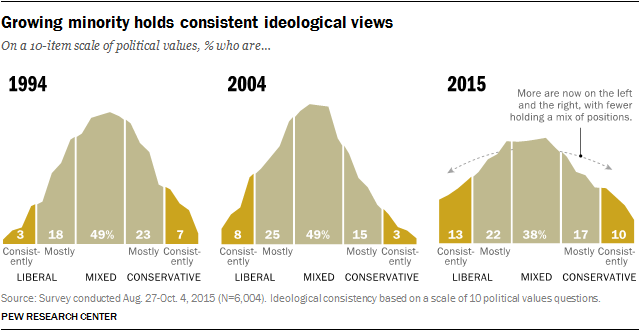 Growing minority holds consistent ideological views
On a 10-item scale of political values, % who are...
1994
2004
2015
More are now on the left
and the right, with fewer
holding a mix of positions.
3 18 49% 23 7
8 25 49% 15 3
13 22 38% 17 10
Consist-
ently Mostly Mostly Consist-
ently
LIBERAL MIXED CONSERVATIVE
Consist-
ently Mostly Mostly Consist-
ently
LIBERAL MIXED CONSERVATIVE
Consist-
ently Mostly Mostly Consist-
ently
LIBERAL MIXED CONSERVATIVE
Source: Survey conducted Aug. 27-Oct. 4, 2015 (N=6,004). Ideological consistency based on a scale of 10 political values questions.
PEW RESEARCH CENTER